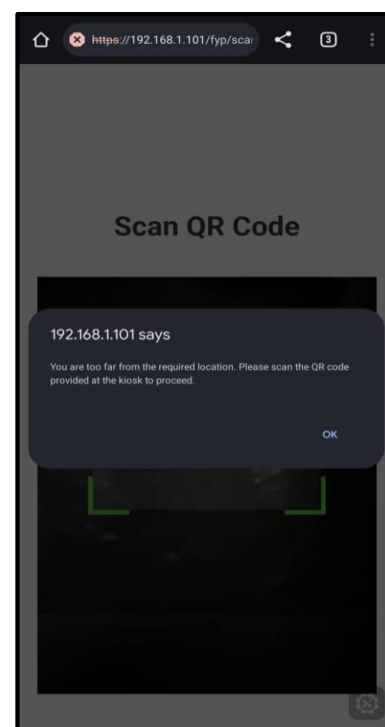 https://192.168.1.101/fyp/sca
3
Scan QR Code
192.168.1.101 says
You are too far from the required location. Please scan the QR code
provided at the kiosk to proceed.
OK